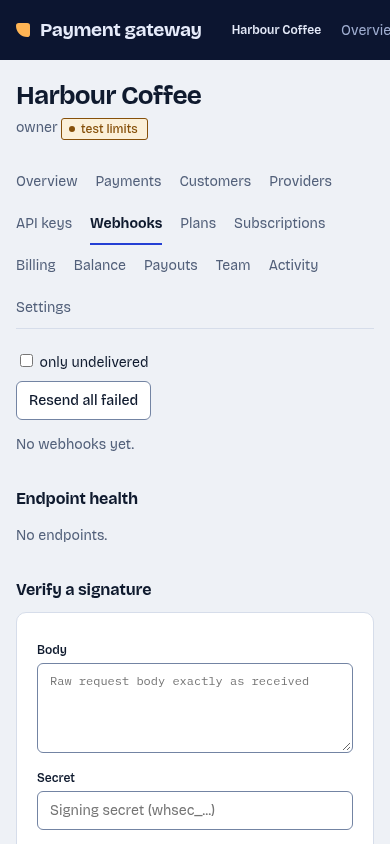 Payment gateway Harbour Coffee Overvie
Harbour Coffee
owner test limits
Overview Payments Customers Providers
API keys Webhooks Plans Subscriptions
Billing Balance Payouts Team Activity
Settings
only undelivered
Resend all failed
No webhooks yet.
Endpoint health
No endpoints.
Verify a signature
Body
Raw request body exactly as received
Secret
Signing secret (whsec_…)